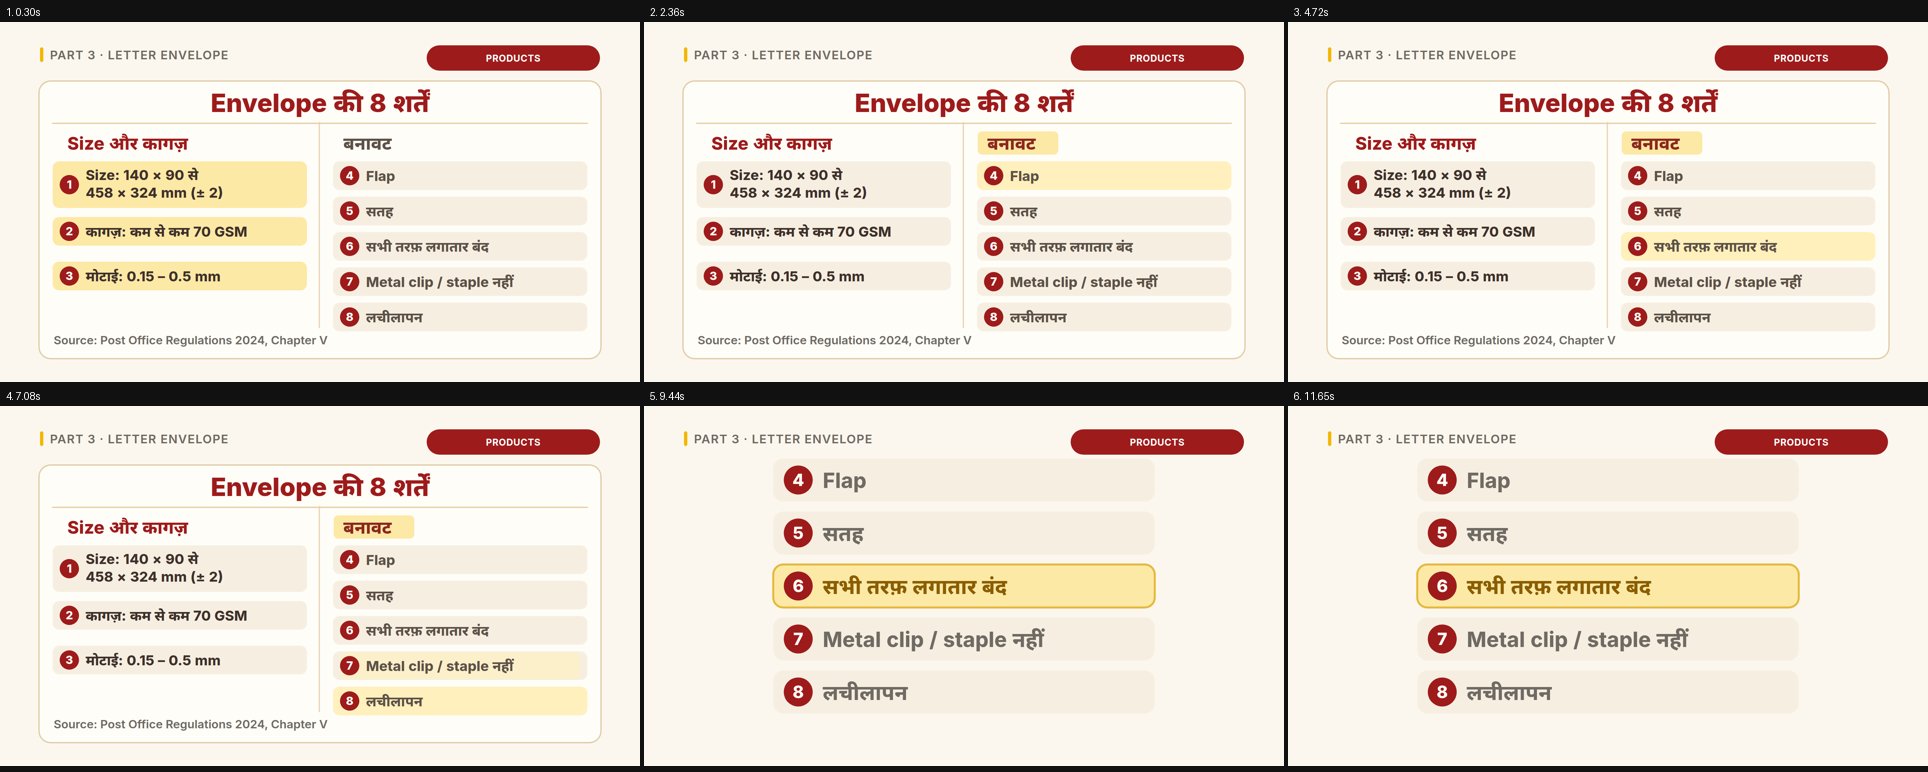 1. 0.30s
PART 3 · LETTER ENVELOPE
PRODUCTS
Envelope की 8 शर्तें
Size और कागज़
1 Size: 140 × 90 से
458 × 324 mm (± 2)
2 कागज़: कम से कम 70 GSM
3 मोटाई: 0.15 – 0.5 mm
बनावट
4 Flap
5 सतह
6 सभी तरफ़ लगातार बंद
7 Metal clip / staple नहीं
8 लचीलापन
Source: Post Office Regulations 2024, Chapter V
2. 2.36s
PART 3 · LETTER ENVELOPE
PRODUCTS
Envelope की 8 शर्तें
Size और कागज़
1 Size: 140 × 90 से
458 × 324 mm (± 2)
2 कागज़: कम से कम 70 GSM
3 मोटाई: 0.15 – 0.5 mm
बनावट
4 Flap
5 सतह
6 सभी तरफ़ लगातार बंद
7 Metal clip / staple नहीं
8 लचीलापन
Source: Post Office Regulations 2024, Chapter V
3. 4.72s
PART 3 · LETTER ENVELOPE
PRODUCTS
Envelope की 8 शर्तें
Size और कागज़
1 Size: 140 × 90 से
458 × 324 mm (± 2)
2 कागज़: कम से कम 70 GSM
3 मोटाई: 0.15 – 0.5 mm
बनावट
4 Flap
5 सतह
6 सभी तरफ़ लगातार बंद
7 Metal clip / staple नहीं
8 लचीलापन
Source: Post Office Regulations 2024, Chapter V
4. 7.08s
PART 3 · LETTER ENVELOPE
PRODUCTS
Envelope की 8 शर्तें
Size और कागज़
1 Size: 140 × 90 से
458 × 324 mm (± 2)
2 कागज़: कम से कम 70 GSM
3 मोटाई: 0.15 – 0.5 mm
बनावट
4 Flap
5 सतह
6 सभी तरफ़ लगातार बंद
7 Metal clip / staple नहीं
8 लचीलापन
Source: Post Office Regulations 2024, Chapter V
5. 9.44s
PART 3 · LETTER ENVELOPE
PRODUCTS
4 Flap
5 सतह
6 सभी तरफ़ लगातार बंद
7 Metal clip / staple नहीं
8 लचीलापन
6. 11.65s
PART 3 · LETTER ENVELOPE
PRODUCTS
4 Flap
5 सतह
6 सभी तरफ़ लगातार बंद
7 Metal clip / staple नहीं
8 लचीलापन